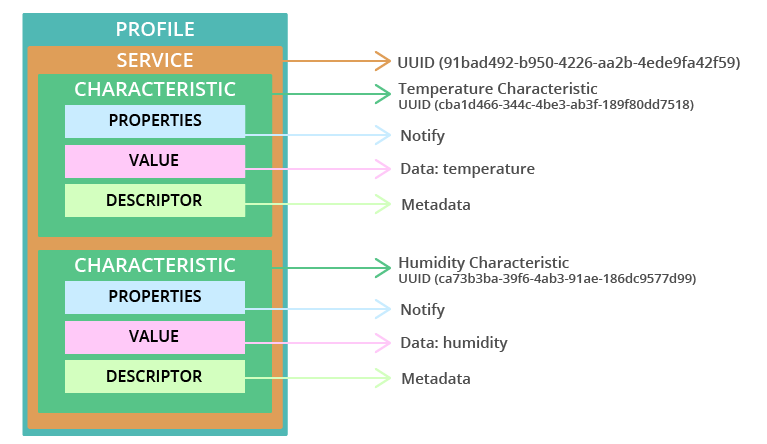 PROFILE
SERVICE
UUID (91bad492-b950-4226-aa2b-4ede9fa42f59)
CHARACTERISTIC
Temperature Characteristic
UUID (cba1d466-344c-4be3-ab3f-189f80dd7518)
PROPERTIES
Notify
VALUE
Data: temperature
DESCRIPTOR
Metadata
CHARACTERISTIC
Humidity Characteristic
UUID (ca73b3ba-39f6-4ab3-91ae-186dc9577d99)
PROPERTIES
Notify
VALUE
Data: humidity
DESCRIPTOR
Metadata